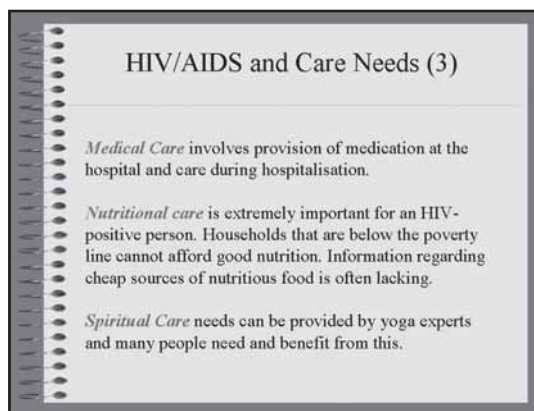 HIV/AIDS and Care Needs (3)
Medical Care involves provision of medication at the
hospital and care during hospitalisation.
Nutritional care is extremely important for an HIV-
positive person. Households that are below the poverty
line cannot afford good nutrition. Information regarding
cheap sources of nutritious food is often lacking.
Spiritual Care needs can be provided by yoga experts
and many people need and benefit from this.